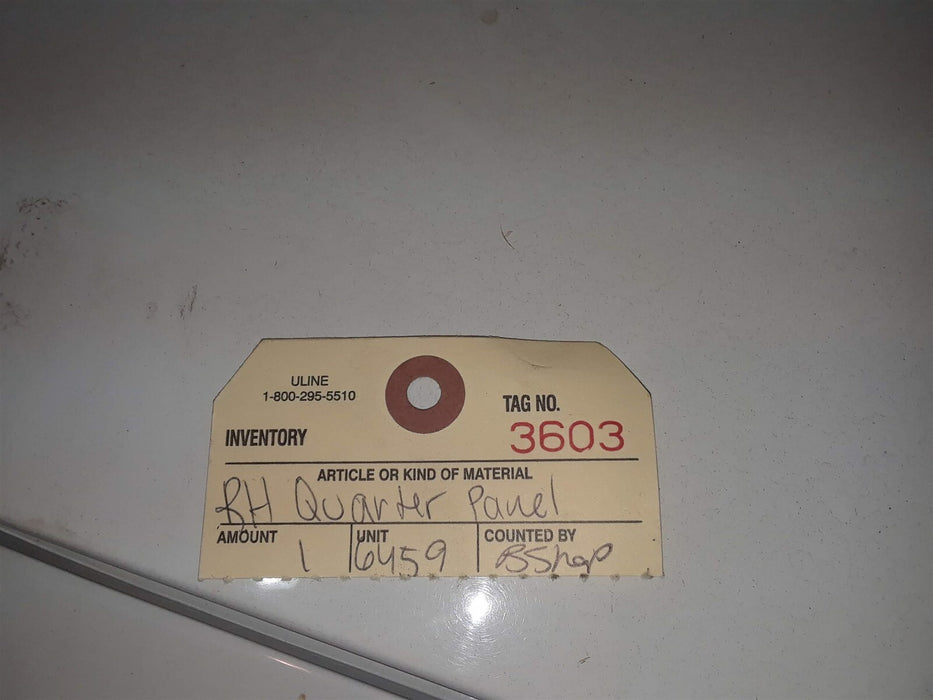 ULINE
1-800-295-5510
TAG NO.
INVENTORY
3603
ARTICLE OR KIND OF MATERIAL
RH Quarter Panel
AMOUNT UNIT COUNTED BY
1 6459 BShop